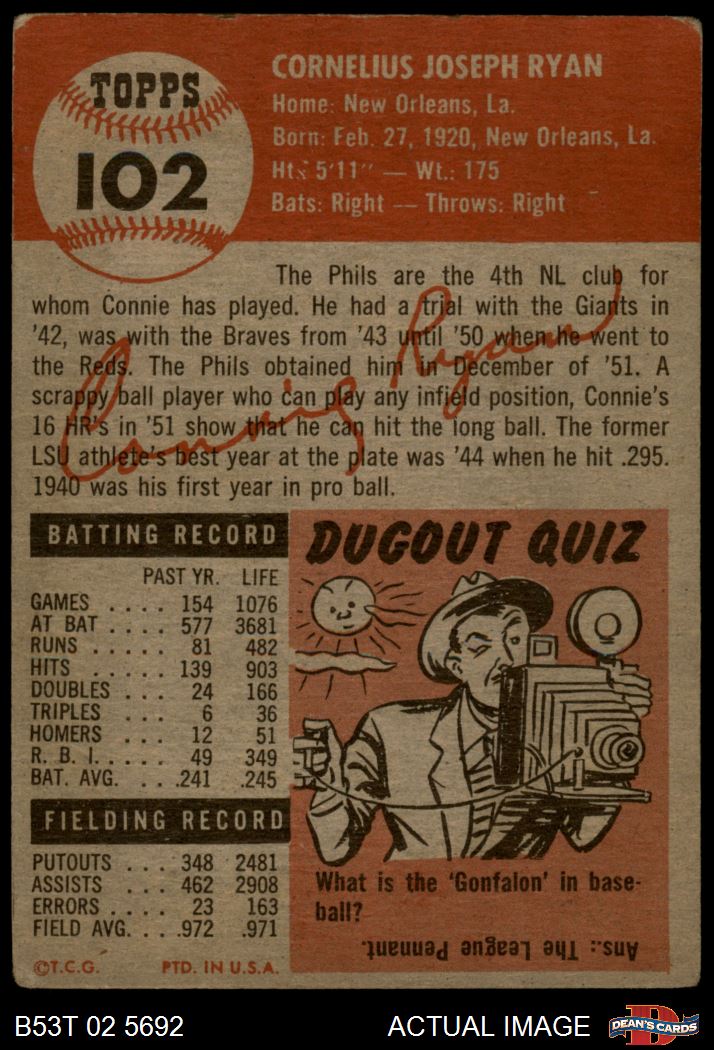 TOPPS
102
CORNELIUS JOSEPH RYAN
Home: New Orleans, La.
Born: Feb. 27, 1920, New Orleans, La.
Ht: 5'11" — Wt.: 175
Bats: Right — Throws: Right
The Phils are the 4th NL club for
whom Connie has played. He had a trial with the Giants in
'42, was with the Braves from '43 until '50 when he went to
the Reds. The Phils obtained him in December of '51. A
scrappy ball player who can play any infield position, Connie's
16 HR's in '51 show that he can hit the long ball. The former
LSU athlete's best year at the plate was '44 when he hit .295.
1940 was his first year in pro ball.
Connie Ryan
BATTING RECORD
PAST YR. LIFE
GAMES . . . . 154 1076
AT BAT . . . . 577 3681
RUNS . . . . . 81 482
HITS . . . . . 139 903
DOUBLES . . . 24 166
TRIPLES . . . 6 36
HOMERS . . . 12 51
R. B. I. . . . . 49 349
BAT. AVG. . . . .241 .245
FIELDING RECORD
PUTOUTS . . . 348 2481
ASSISTS . . . 462 2908
ERRORS . . . . 23 163
FIELD AVG. . . .972 .971
©T.C.G. PTD. IN U.S.A.
DUGOUT QUIZ
What is the 'Gonfalon' in base-
ball?
Ans.: The League Pennant.
B53T 02 5692
ACTUAL IMAGE
D
DEAN'S CARDS